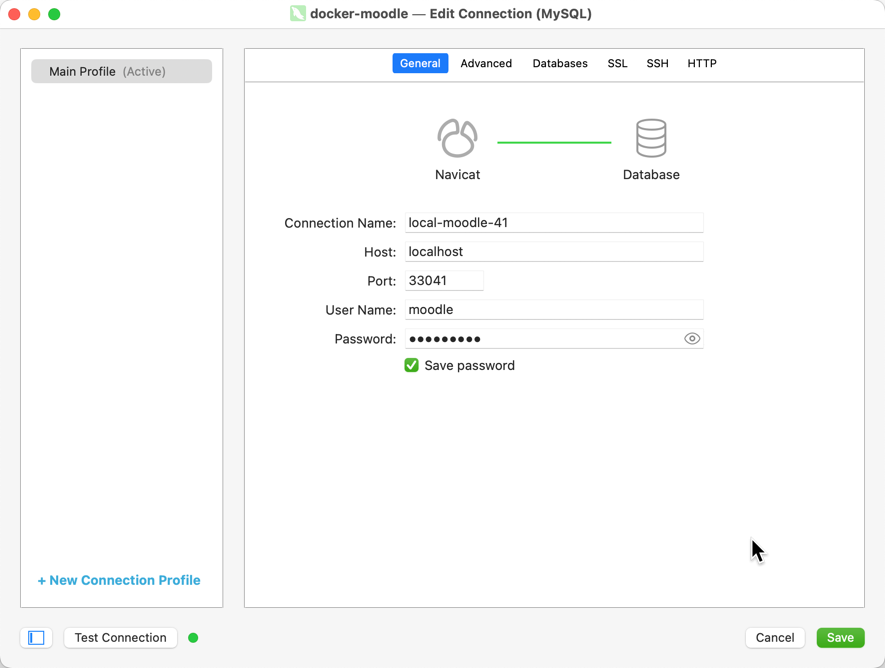 docker-moodle — Edit Connection (MySQL)
Main Profile (Active)
General Advanced Databases SSL SSH HTTP
Navicat Database
Connection Name: local-moodle-41
Host: localhost
Port: 33041
User Name: moodle
Password: •••••••••
Save password
+ New Connection Profile
Test Connection Cancel Save